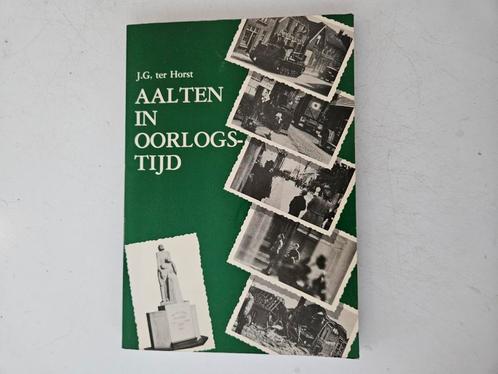 J.G. ter Horst
AALTEN
IN
OORLOGS-
TIJD